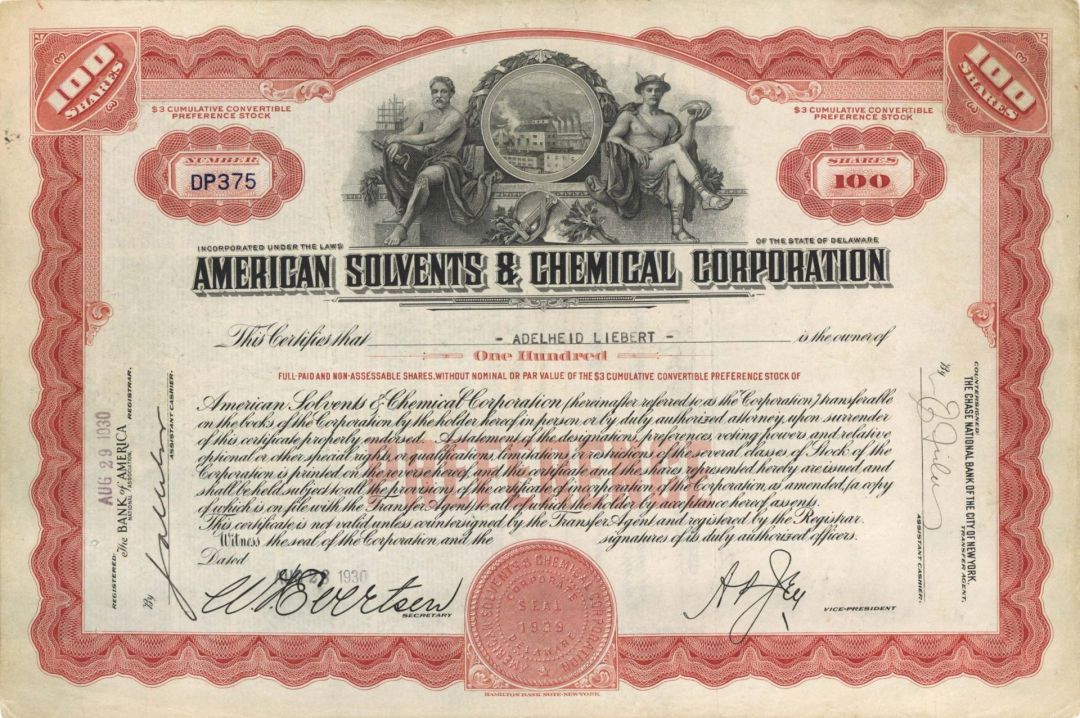 100 SHARES
100 SHARES
$3 CUMULATIVE CONVERTIBLE
PREFERENCE STOCK
$3 CUMULATIVE CONVERTIBLE
PREFERENCE STOCK
NUMBER
DP375
SHARES
100
INCORPORATED UNDER THE LAWS
OF THE STATE OF DELAWARE
AMERICAN SOLVENTS & CHEMICAL CORPORATION
This Certifies that - ADELHEID LIEBERT - is the owner of
One Hundred
FULL-PAID AND NON-ASSESSABLE SHARES, WITHOUT NOMINAL OR PAR VALUE OF THE $3 CUMULATIVE CONVERTIBLE PREFERENCE STOCK OF
American Solvents & Chemical Corporation (hereinafter referred to as the "Corporation") transferable
on the books of the Corporation by the holder hereof in person or by duly authorized attorney, upon surrender
of this certificate properly endorsed. A statement of the designations, preferences, voting powers and relative
optional or other special rights, or qualifications, limitations or restrictions of the several classes of Stock of the
Corporation is printed on the reverse hereof and this certificate and the shares represented hereby are issued and
shall be held subject to all the provisions of the certificate of incorporation of the Corporation, as amended, (a copy
of which is on file with the Transfer Agent) to all of which the holder by acceptance hereof assents.
This certificate is not valid unless countersigned by the Transfer Agent and registered by the Registrar.
Witness the seal of the Corporation and the signatures of its duly authorized officers.
Dated
28 1930
SECRETARY
VICE-PRESIDENT
AMERICAN SOLVENTS & CHEMICAL CORPORATION
CORPORATE
SEAL
DELAWARE
HAMILTON BANK NOTE-NEW YORK.
REGISTERED:
AUG 29 1930
The BANK of AMERICA
NATIONAL ASSOCIATION,
REGISTRAR.
By
ASSISTANT CASHIER.
COUNTERSIGNED:
THE CHASE NATIONAL BANK OF THE CITY OF NEW YORK,
TRANSFER AGENT,
By
ASSISTANT CASHIER.